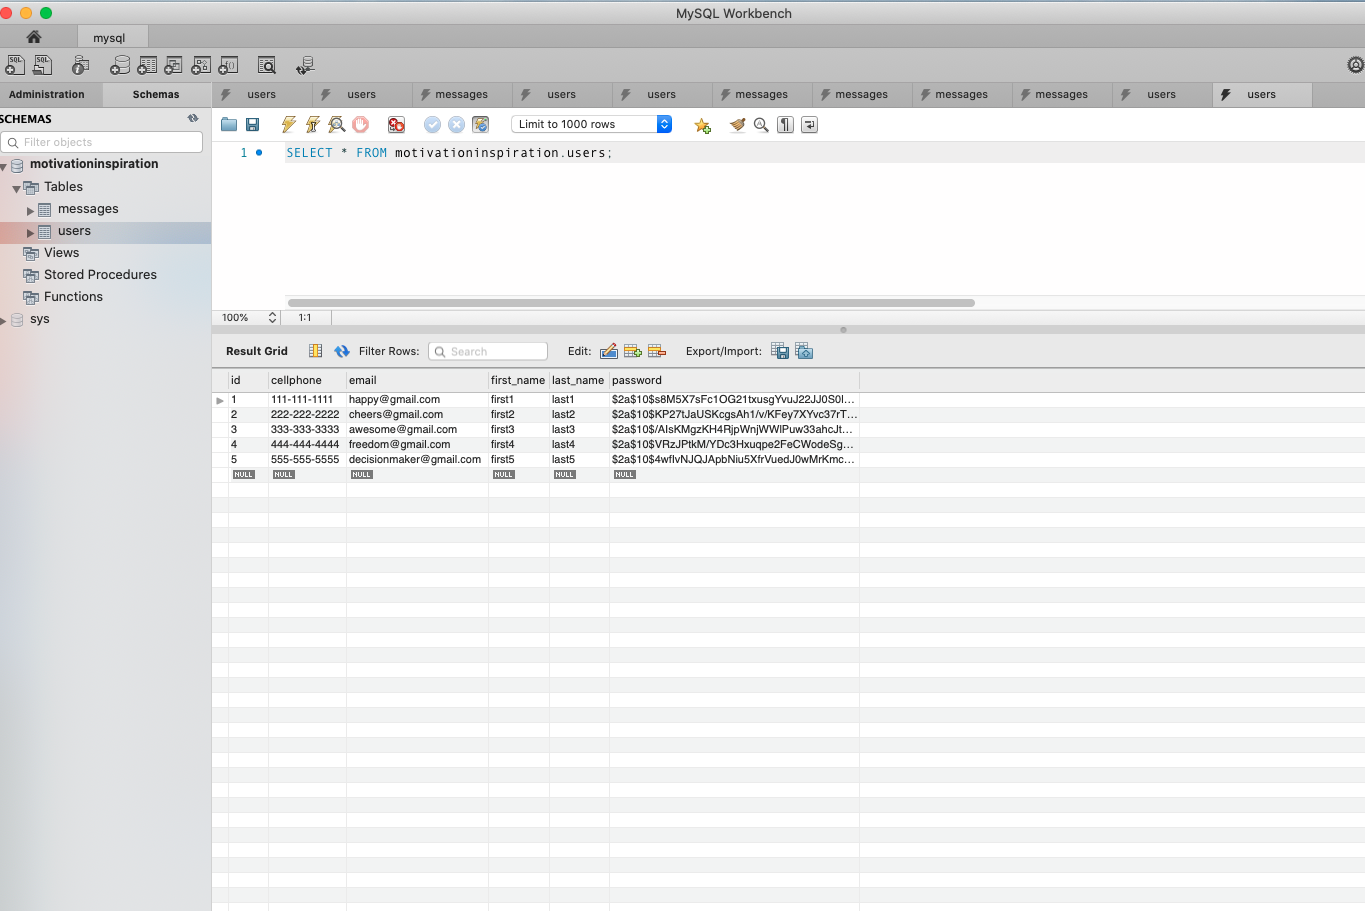 MySQL Workbench
mysql
Administration Schemas users users messages users users messages messages messages messages users users
SCHEMAS
Filter objects
motivationinspiration
Tables
messages
users
Views
Stored Procedures
Functions
sys
Limit to 1000 rows
1 SELECT * FROM motivationinspiration.users;
100% 1:1
Result Grid Filter Rows: Search Edit: Export/Import:
id cellphone email first_name last_name password
1 111-111-1111 happy@gmail.com first1 last1 $2a$10$s8M5X7sFc1OG21txusgYvuJ22JJ0S0I...
2 222-222-2222 cheers@gmail.com first2 last2 $2a$10$KP27tJaUSKcgsAh1/v/KFey7XYvc37rT...
3 333-333-3333 awesome@gmail.com first3 last3 $2a$10$/AIsKMgzKH4RjpWnjWWlPuw33ahcJt...
4 444-444-4444 freedom@gmail.com first4 last4 $2a$10$VRzJPtkM/YDc3Hxuqpe2FeCWodeSg...
5 555-555-5555 decisionmaker@gmail.com first5 last5 $2a$10$4wfIvNJQJApbNiu5XfrVuedJ0wMrKmc...
NULL NULL NULL NULL NULL NULL